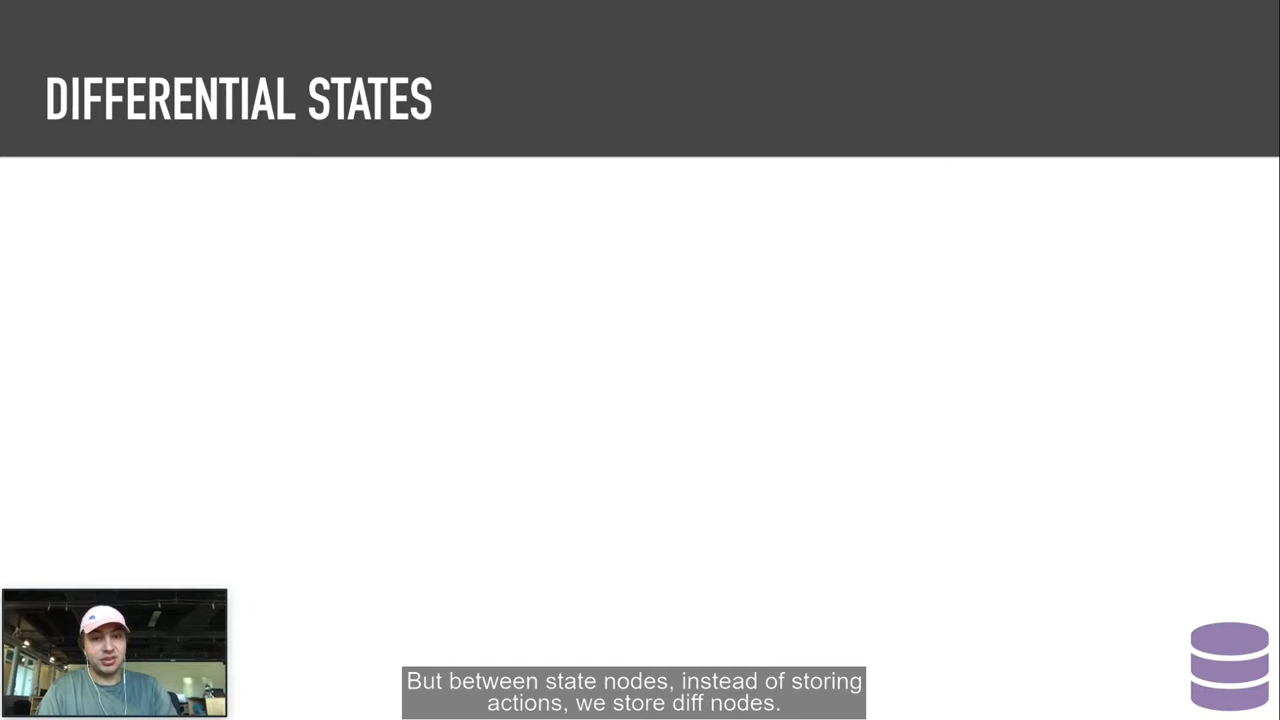 DIFFERENTIAL STATES
But between state nodes, instead of storing
actions, we store diff nodes.